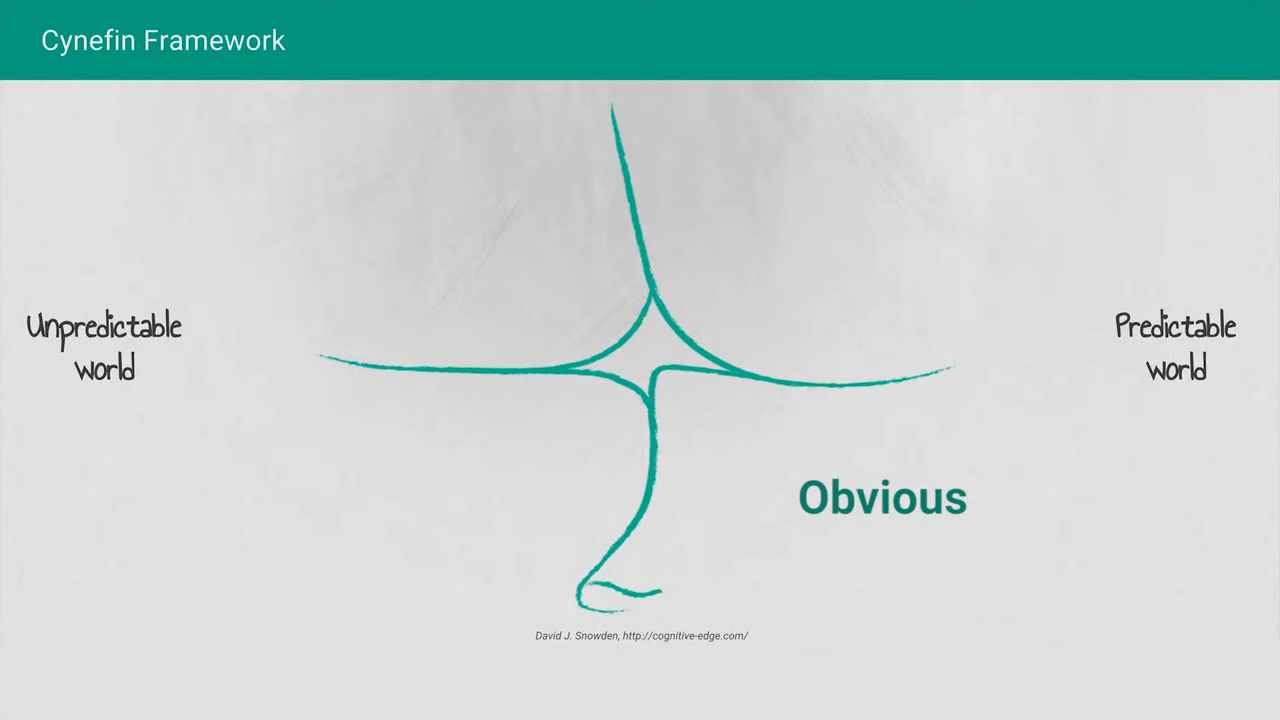 Cynefin Framework
Unpredictable
world
Predictable
world
Obvious
David J. Snowden, http://cognitive-edge.com/